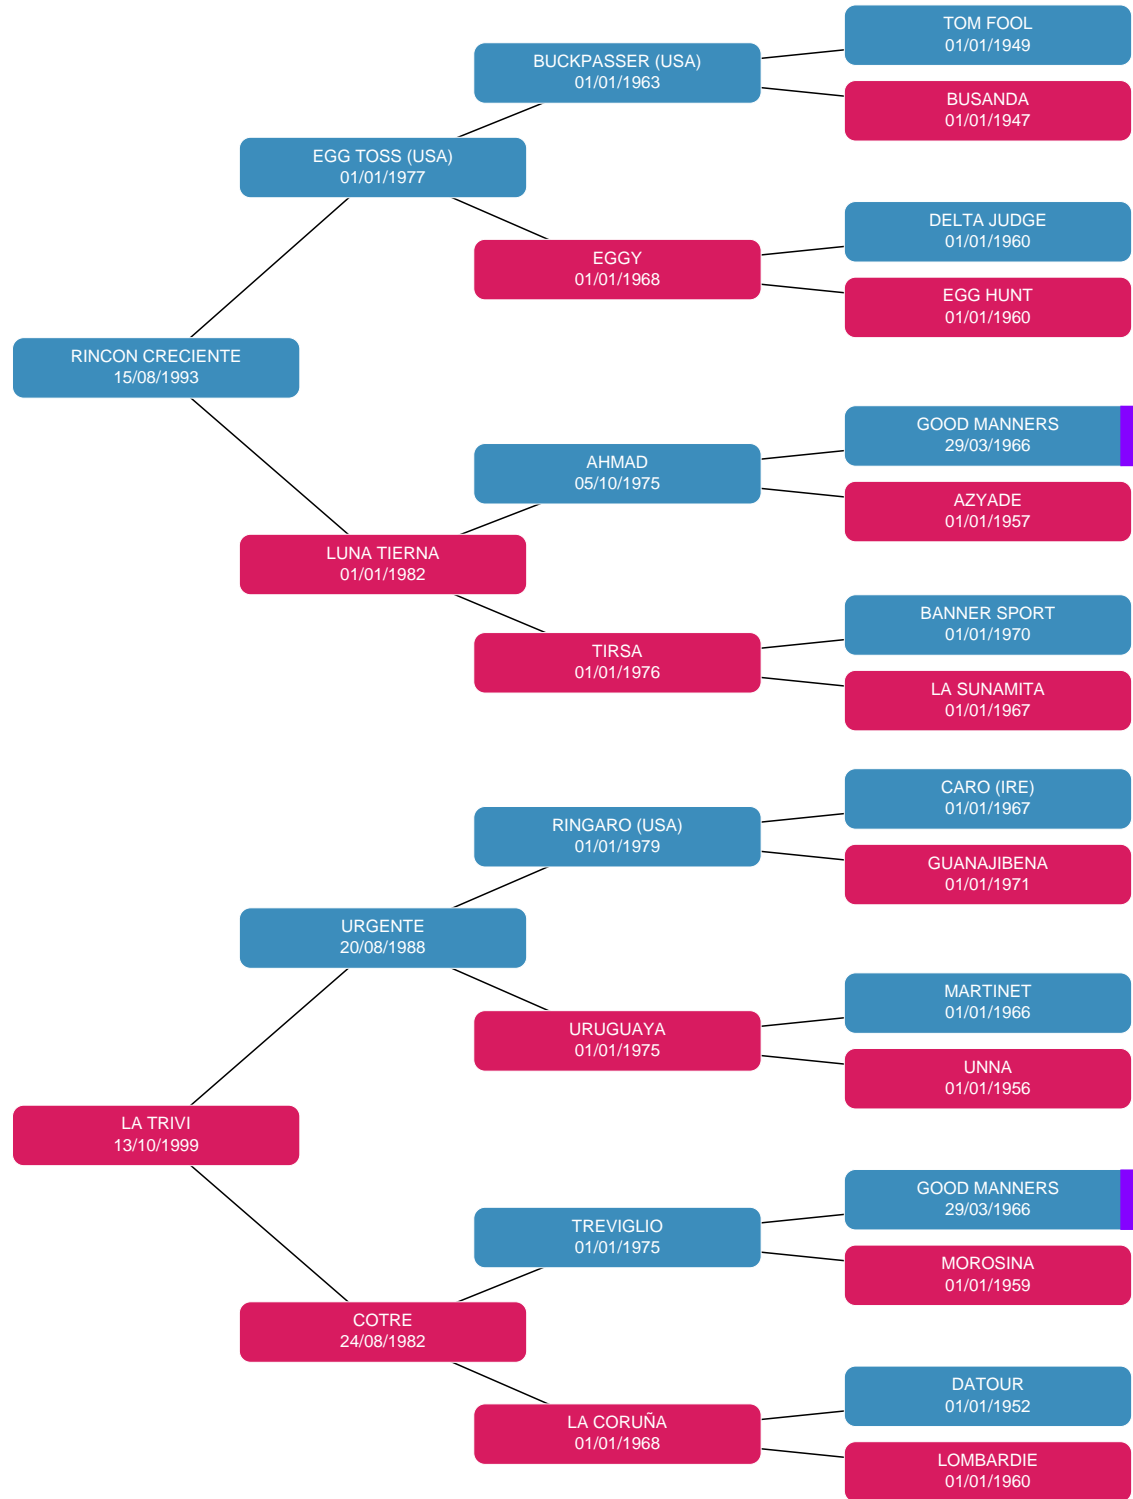 TOM FOOL
01/01/1949
BUCKPASSER (USA)
01/01/1963
BUSANDA
01/01/1947
EGG TOSS (USA)
01/01/1977
DELTA JUDGE
01/01/1960
EGGY
01/01/1968
EGG HUNT
01/01/1960
RINCON CRECIENTE
15/08/1993
GOOD MANNERS
29/03/1966
AHMAD
05/10/1975
AZYADE
01/01/1957
LUNA TIERNA
01/01/1982
BANNER SPORT
01/01/1970
TIRSA
01/01/1976
LA SUNAMITA
01/01/1967
CARO (IRE)
01/01/1967
RINGARO (USA)
01/01/1979
GUANAJIBENA
01/01/1971
URGENTE
20/08/1988
MARTINET
01/01/1966
URUGUAYA
01/01/1975
UNNA
01/01/1956
LA TRIVI
13/10/1999
GOOD MANNERS
29/03/1966
TREVIGLIO
01/01/1975
MOROSINA
01/01/1959
COTRE
24/08/1982
DATOUR
01/01/1952
LA CORUÑA
01/01/1968
LOMBARDIE
01/01/1960